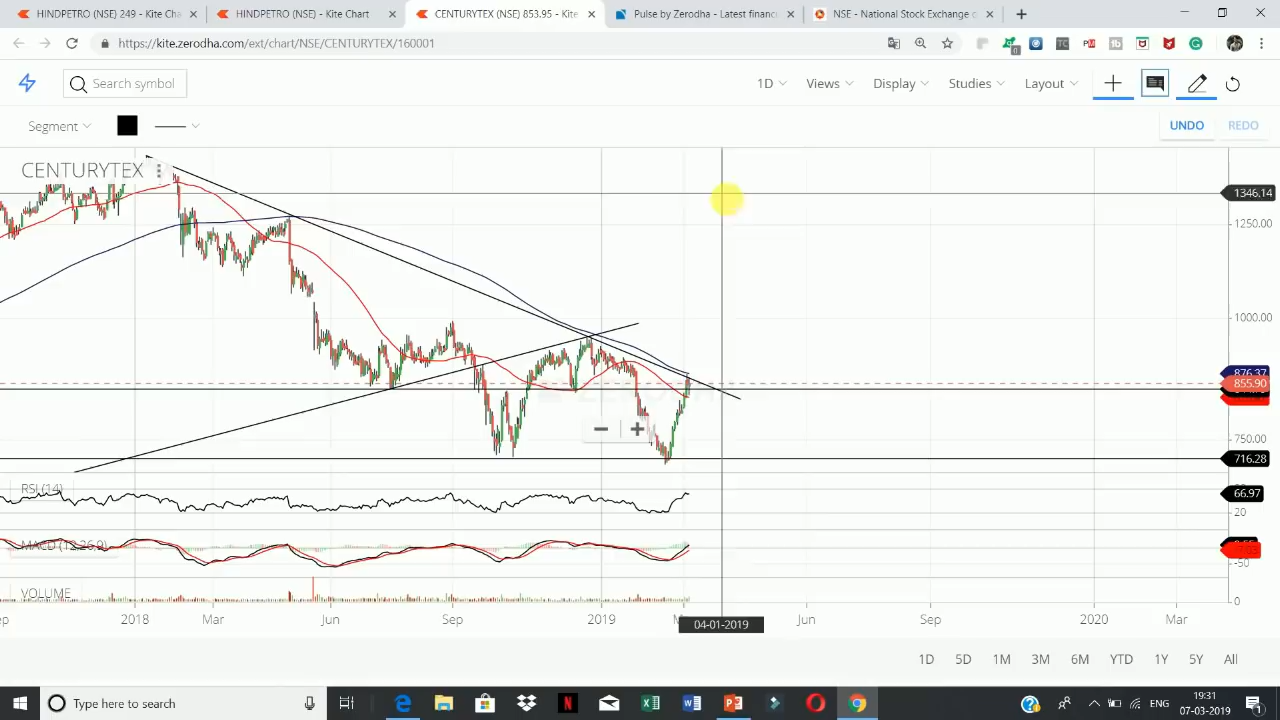 HINDPETRO (NSE) 249 - Kite Cha
HINDPETRO (NSE) - Kite Chart
CENTURYTEX (NSE) 853.95 - Kite
Pulse by Zerodha - Latest financ
NSE - National Stock Exchange o
https://kite.zerodha.com/ext/chart/NSE/CENTURYTEX/160001
Search symbol
1D
Views
Display
Studies
Layout
Segment
UNDO
REDO
CENTURYTEX
1346.14
1250.00
1000.00
876.37
855.90
750.00
716.28
RSI (14)
66.97
20
MACD (12,26,9)
-50
VOLUME
0
2018
Mar
Jun
Sep
2019
04-01-2019
Jun
Sep
2020
Mar
1D
5D
1M
3M
6M
YTD
1Y
5Y
All
Type here to search
ENG
19:31
07-03-2019